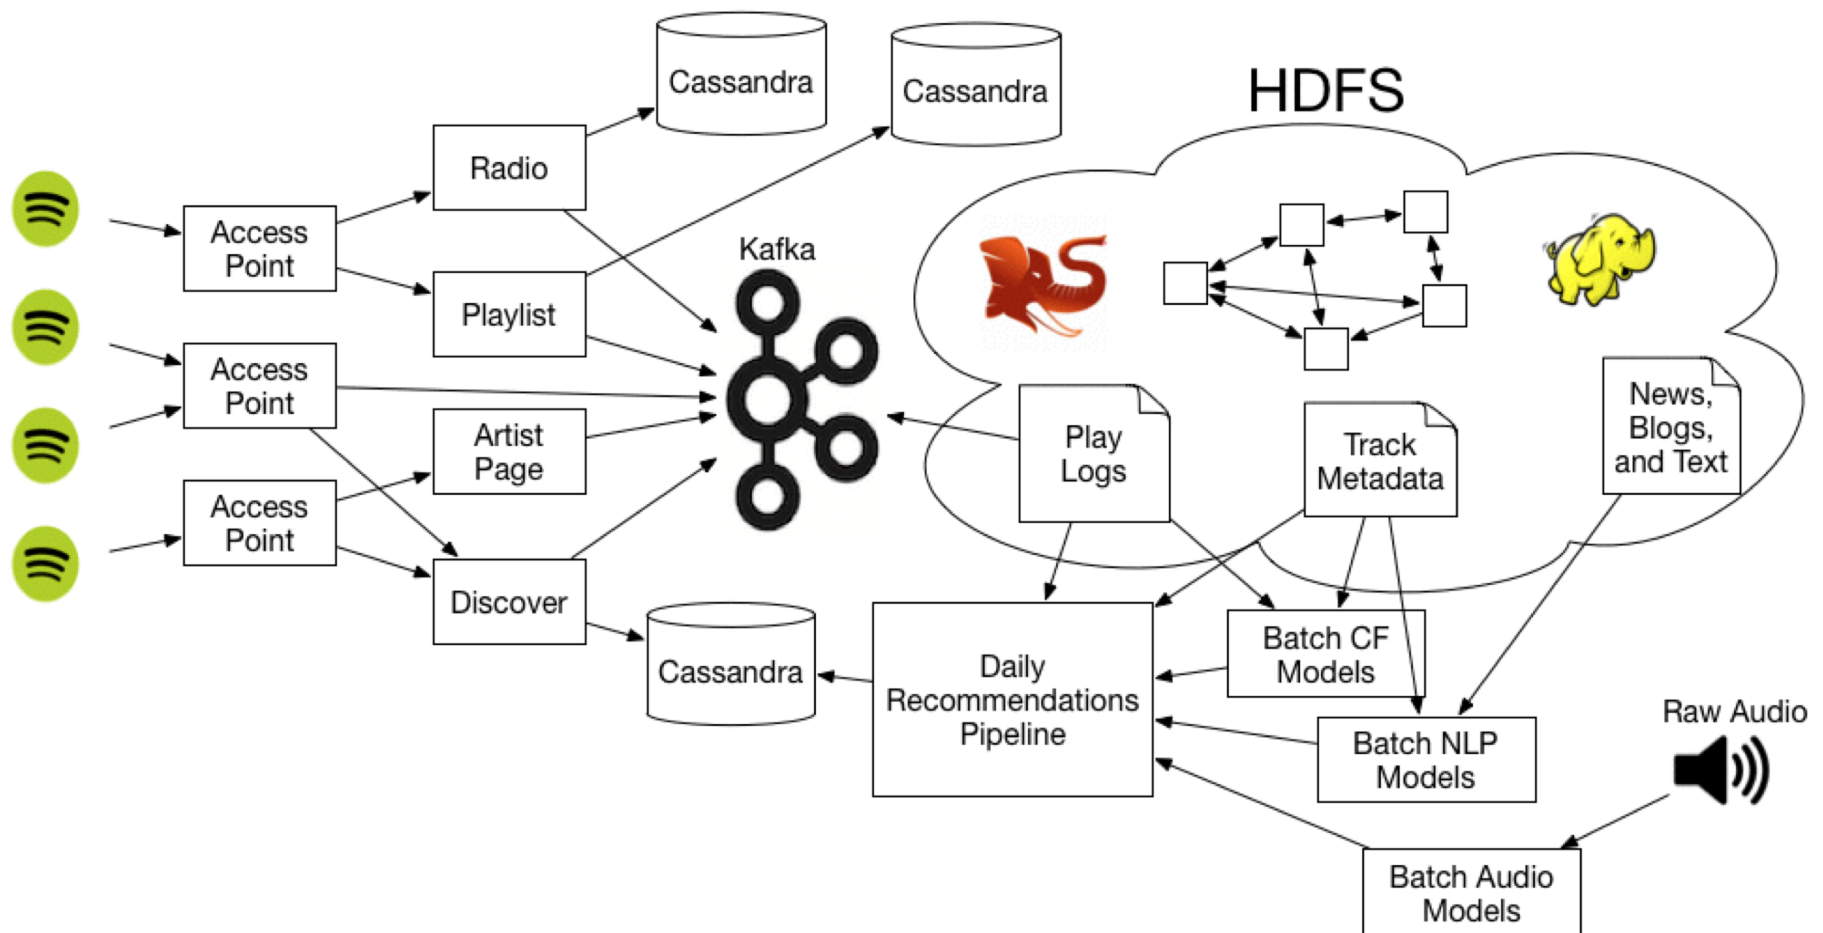 Cassandra
Cassandra
HDFS
Radio
Access
Point
Kafka
Playlist
Access
Point
Artist
Page
Access
Point
Discover
Cassandra
Play
Logs
Track
Metadata
News,
Blogs,
and Text
Daily
Recommendations
Pipeline
Batch CF
Models
Batch NLP
Models
Raw Audio
Batch Audio
Models